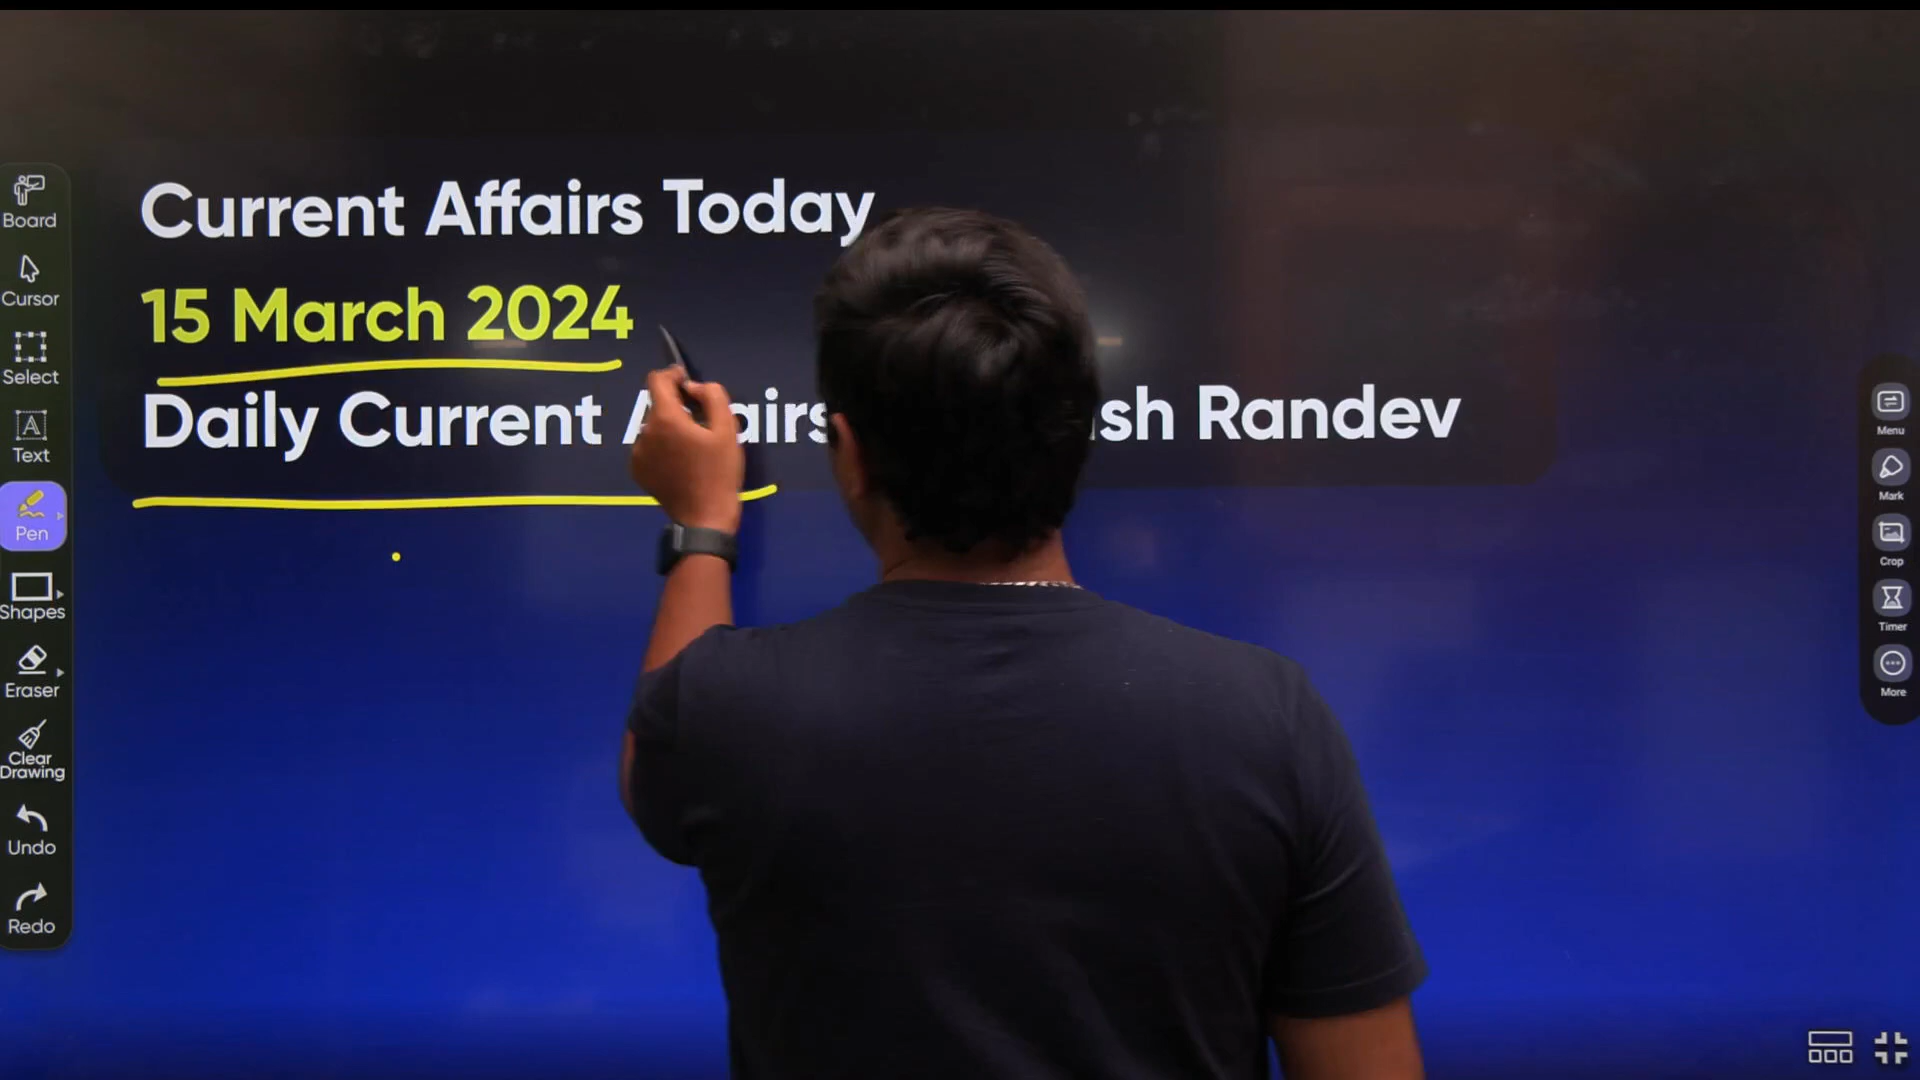 Current Affairs Today
15 March 2024
Daily Current Randev
Board
Cursor
Select
Text
Pen
Shapes
Eraser
Clear
Drawing
Undo
Redo
Menu
Mark
Crop
Timer
More